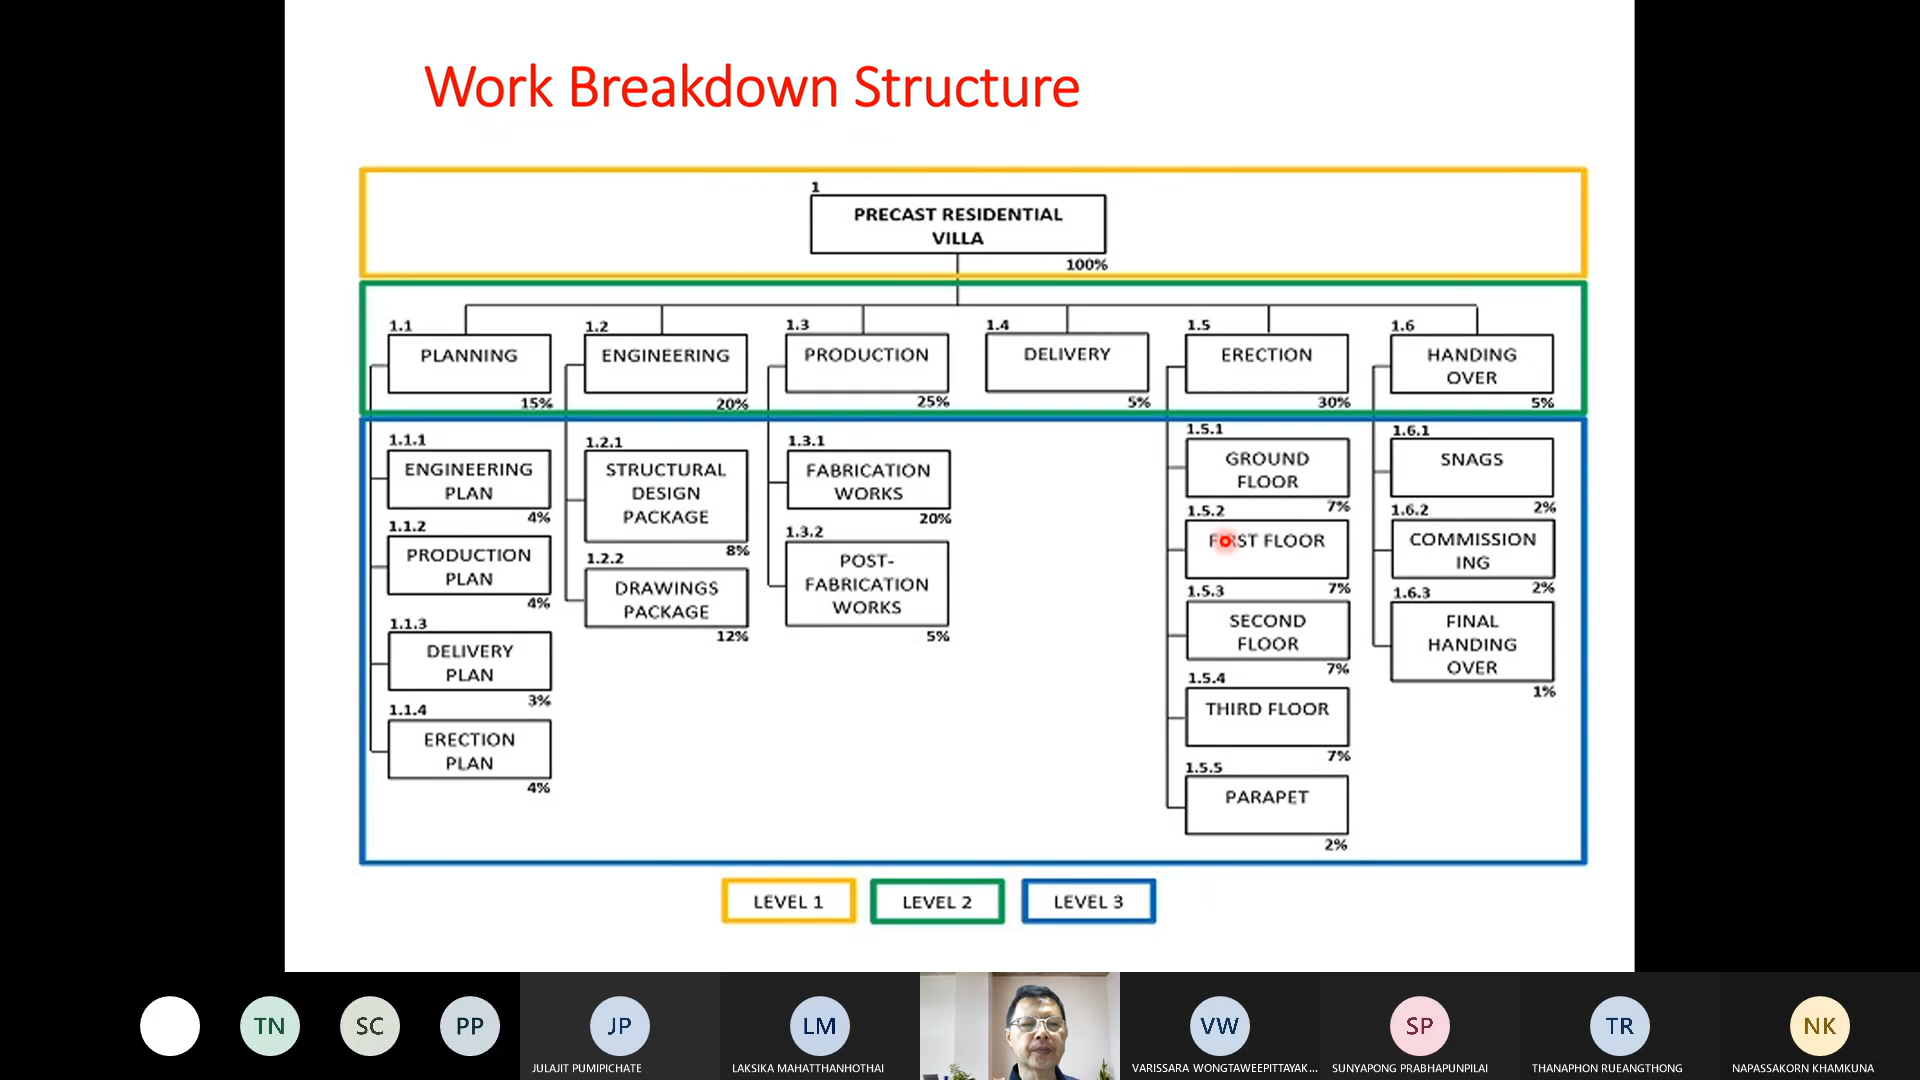 Work Breakdown Structure
1
PRECAST RESIDENTIAL
VILLA
100%
1.1
PLANNING
15%
1.2
ENGINEERING
20%
1.3
PRODUCTION
25%
1.4
DELIVERY
5%
1.5
ERECTION
30%
1.6
HANDING
OVER
5%
1.1.1
ENGINEERING
PLAN
4%
1.1.2
PRODUCTION
PLAN
4%
1.1.3
DELIVERY
PLAN
3%
1.1.4
ERECTION
PLAN
4%
1.2.1
STRUCTURAL
DESIGN
PACKAGE
8%
1.2.2
DRAWINGS
PACKAGE
12%
1.3.1
FABRICATION
WORKS
20%
1.3.2
POST-
FABRICATION
WORKS
5%
1.5.1
GROUND
FLOOR
7%
1.5.2
FIRST FLOOR
7%
1.5.3
SECOND
FLOOR
7%
1.5.4
THIRD FLOOR
7%
1.5.5
PARAPET
2%
1.6.1
SNAGS
2%
1.6.2
COMMISSION
ING
2%
1.6.3
FINAL
HANDING
OVER
1%
LEVEL 1
LEVEL 2
LEVEL 3
TN
SC
PP
JP
JULAJIT PUMIPICHATE
LM
LAKSIKA MAHATTHANHOTHAI
VW
VARISSARA WONGTAWEEPITTAYAK...
SP
SUNYAPONG PRABHAPUNPILAI
TR
THANAPHON RUEANGTHONG
NK
NAPASSAKORN KHAMKUNA